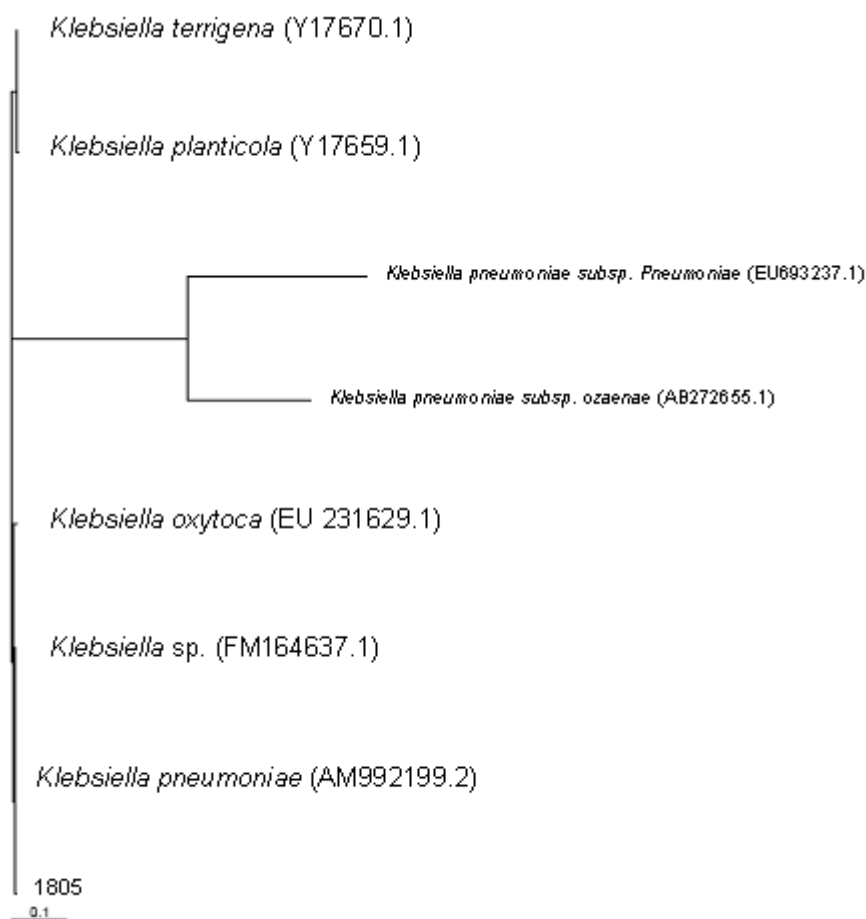 Klebsiella terrigena (Y17670.1)
Klebsiella planticola (Y17659.1)
Klebsiella pneumoniae subsp. Pneumoniae (EU693237.1)
Klebsiella pneumoniae subsp. ozaenae (AB272655.1)
Klebsiella oxytoca (EU 231629.1)
Klebsiella sp. (FM164637.1)
Klebsiella pneumoniae (AM992199.2)
1805
0.1